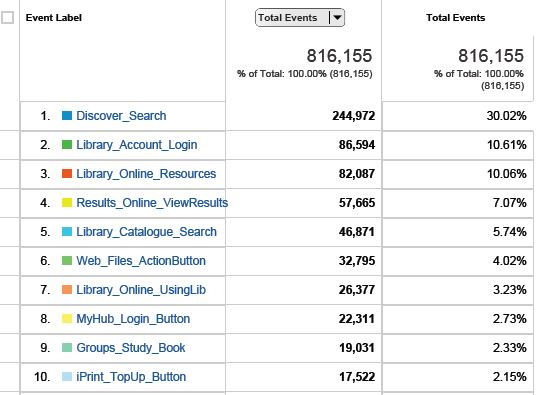 Event Label Total Events Total Events
816,155 816,155
% of Total: 100.00% (816,155) % of Total: 100.00%
(816,155)
1. Discover_Search 244,972 30.02%
2. Library_Account_Login 86,594 10.61%
3. Library_Online_Resources 82,087 10.06%
4. Results_Online_ViewResults 57,665 7.07%
5. Library_Catalogue_Search 46,871 5.74%
6. Web_Files_ActionButton 32,795 4.02%
7. Library_Online_UsingLib 26,377 3.23%
8. MyHub_Login_Button 22,311 2.73%
9. Groups_Study_Book 19,031 2.33%
10. iPrint_TopUp_Button 17,522 2.15%